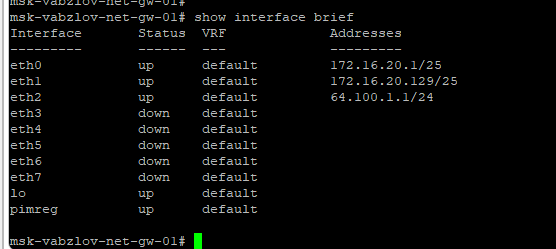 msk-vabzlov-net-gw-01#
msk-vabzlov-net-gw-01# show interface brief
Interface       Status  VRF             Addresses
---------       ------  ---             ---------
eth0            up      default         172.16.20.1/25
eth1            up      default         172.16.20.129/25
eth2            up      default         64.100.1.1/24
eth3            down    default
eth4            down    default
eth5            down    default
eth6            down    default
eth7            down    default
lo              up      default
pimreg          up      default
msk-vabzlov-net-gw-01#